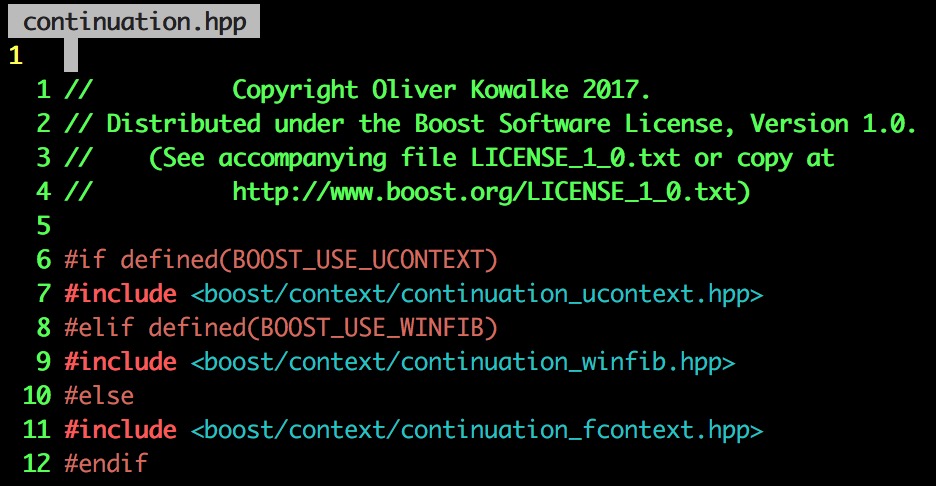 continuation.hpp
1
1 //          Copyright Oliver Kowalke 2017.
2 // Distributed under the Boost Software License, Version 1.0.
3 //    (See accompanying file LICENSE_1_0.txt or copy at
4 //          http://www.boost.org/LICENSE_1_0.txt)
5
6 #if defined(BOOST_USE_UCONTEXT)
7 #include <boost/context/continuation_ucontext.hpp>
8 #elif defined(BOOST_USE_WINFIB)
9 #include <boost/context/continuation_winfib.hpp>
10 #else
11 #include <boost/context/continuation_fcontext.hpp>
12 #endif